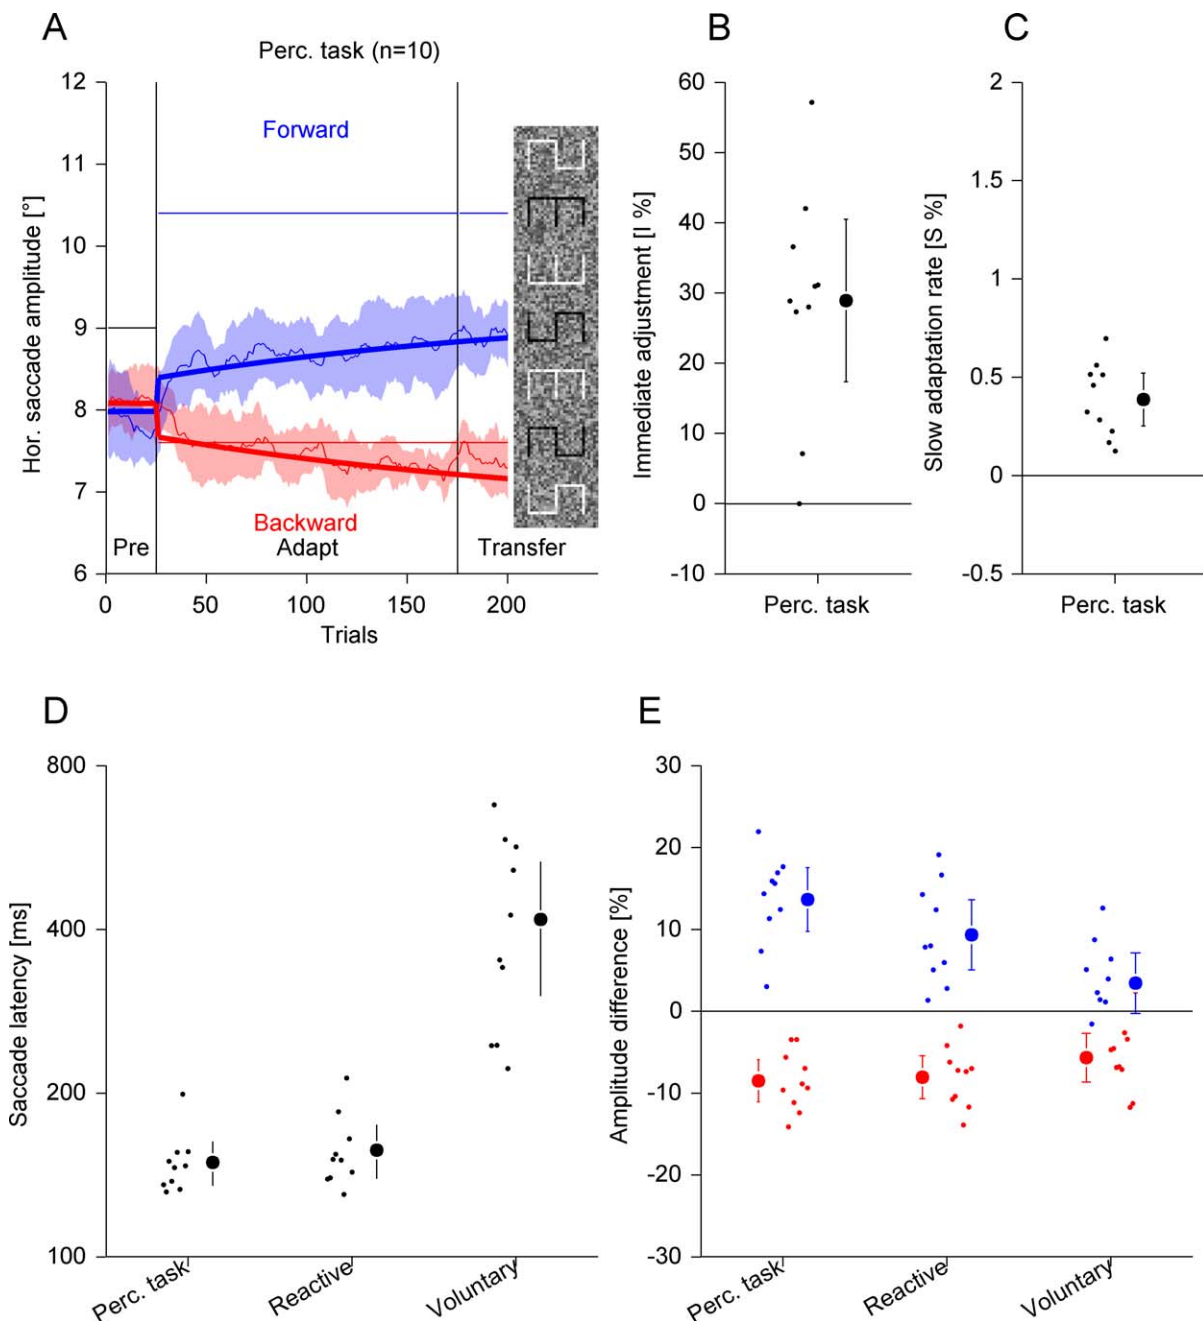 A
Perc. task (n=10)
Hor. saccade amplitude [°]
12
11
10
9
8
7
6
Forward
Backward
Pre
Adapt
Transfer
0
50
100
150
200
Trials
B
Immediate adjustment [I %]
60
50
40
30
20
10
0
-10
Perc. task
C
Slow adaptation rate [S %]
2
1.5
1
0.5
0
-0.5
Perc. task
D
Saccade latency [ms]
800
400
200
100
Perc. task
Reactive
Voluntary
E
Amplitude difference [%]
30
20
10
0
-10
-20
-30
Perc. task
Reactive
Voluntary